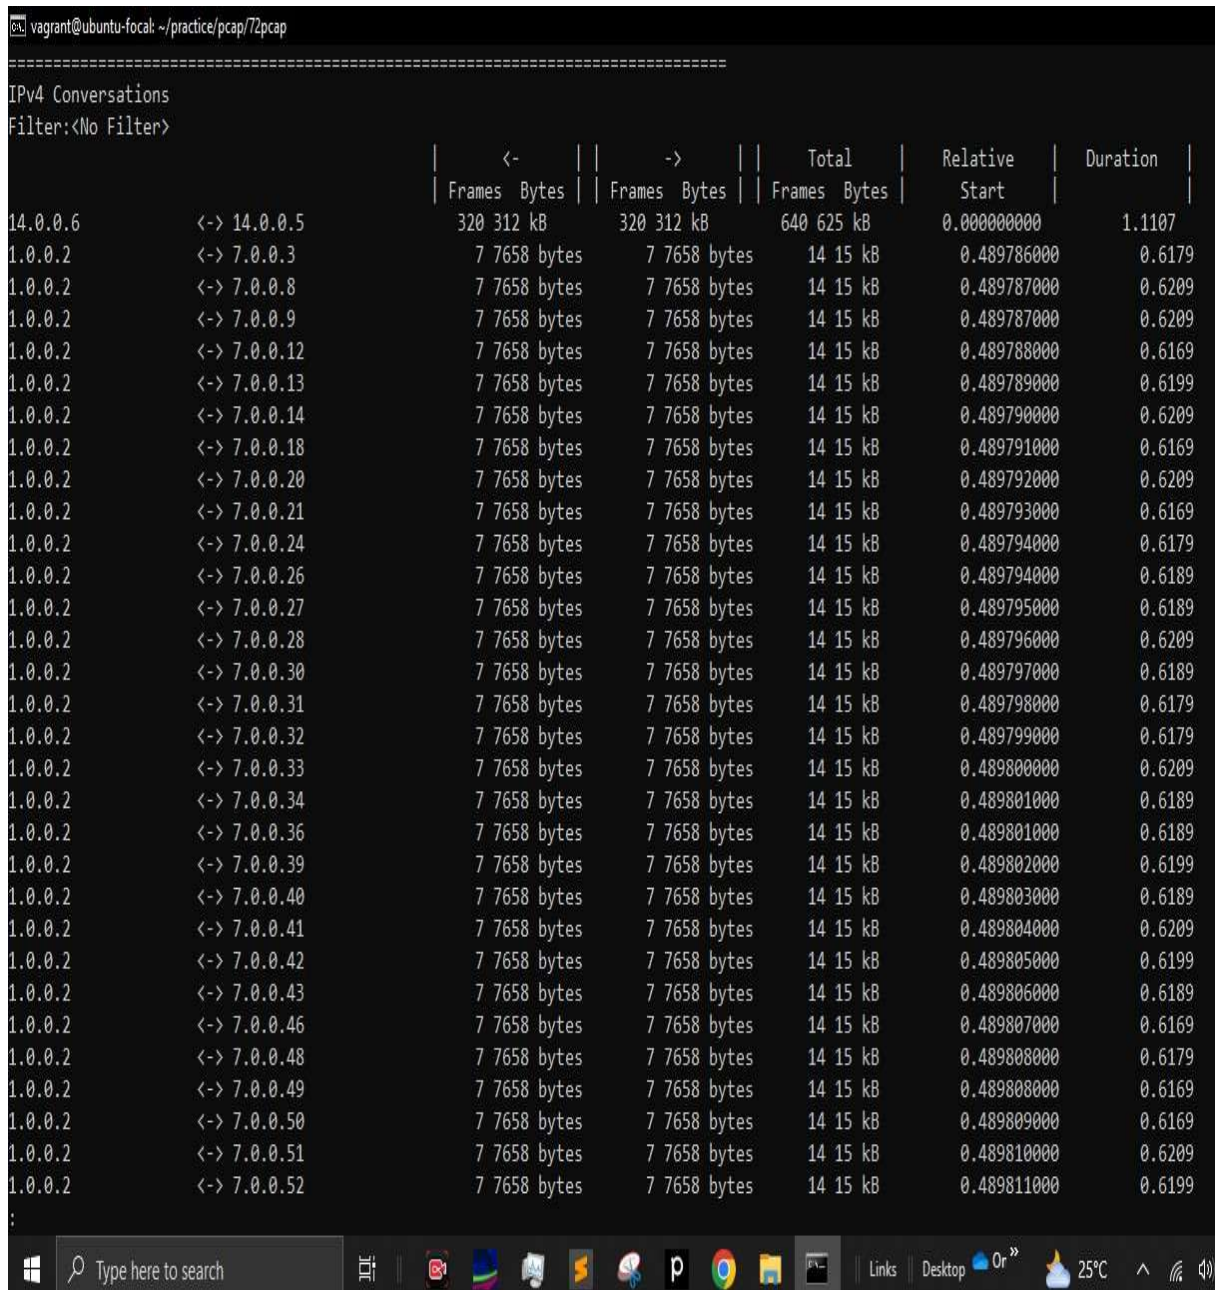 vagrant@ubuntu-focal: ~/practice/pcap/72pcap
================================================================================
IPv4 Conversations
Filter:<No Filter>
| <- | | -> | | Total | Relative | Duration |
| Frames Bytes | | Frames Bytes | | Frames Bytes | Start | |
14.0.0.6 <-> 14.0.0.5 320 312 kB 320 312 kB 640 625 kB 0.000000000 1.1107
1.0.0.2 <-> 7.0.0.3 7 7658 bytes 7 7658 bytes 14 15 kB 0.489786000 0.6179
1.0.0.2 <-> 7.0.0.8 7 7658 bytes 7 7658 bytes 14 15 kB 0.489787000 0.6209
1.0.0.2 <-> 7.0.0.9 7 7658 bytes 7 7658 bytes 14 15 kB 0.489787000 0.6209
1.0.0.2 <-> 7.0.0.12 7 7658 bytes 7 7658 bytes 14 15 kB 0.489788000 0.6169
1.0.0.2 <-> 7.0.0.13 7 7658 bytes 7 7658 bytes 14 15 kB 0.489789000 0.6199
1.0.0.2 <-> 7.0.0.14 7 7658 bytes 7 7658 bytes 14 15 kB 0.489790000 0.6209
1.0.0.2 <-> 7.0.0.18 7 7658 bytes 7 7658 bytes 14 15 kB 0.489791000 0.6169
1.0.0.2 <-> 7.0.0.20 7 7658 bytes 7 7658 bytes 14 15 kB 0.489792000 0.6209
1.0.0.2 <-> 7.0.0.21 7 7658 bytes 7 7658 bytes 14 15 kB 0.489793000 0.6169
1.0.0.2 <-> 7.0.0.24 7 7658 bytes 7 7658 bytes 14 15 kB 0.489794000 0.6179
1.0.0.2 <-> 7.0.0.26 7 7658 bytes 7 7658 bytes 14 15 kB 0.489794000 0.6189
1.0.0.2 <-> 7.0.0.27 7 7658 bytes 7 7658 bytes 14 15 kB 0.489795000 0.6189
1.0.0.2 <-> 7.0.0.28 7 7658 bytes 7 7658 bytes 14 15 kB 0.489796000 0.6209
1.0.0.2 <-> 7.0.0.30 7 7658 bytes 7 7658 bytes 14 15 kB 0.489797000 0.6189
1.0.0.2 <-> 7.0.0.31 7 7658 bytes 7 7658 bytes 14 15 kB 0.489798000 0.6179
1.0.0.2 <-> 7.0.0.32 7 7658 bytes 7 7658 bytes 14 15 kB 0.489799000 0.6179
1.0.0.2 <-> 7.0.0.33 7 7658 bytes 7 7658 bytes 14 15 kB 0.489800000 0.6209
1.0.0.2 <-> 7.0.0.34 7 7658 bytes 7 7658 bytes 14 15 kB 0.489801000 0.6189
1.0.0.2 <-> 7.0.0.36 7 7658 bytes 7 7658 bytes 14 15 kB 0.489801000 0.6189
1.0.0.2 <-> 7.0.0.39 7 7658 bytes 7 7658 bytes 14 15 kB 0.489802000 0.6199
1.0.0.2 <-> 7.0.0.40 7 7658 bytes 7 7658 bytes 14 15 kB 0.489803000 0.6189
1.0.0.2 <-> 7.0.0.41 7 7658 bytes 7 7658 bytes 14 15 kB 0.489804000 0.6209
1.0.0.2 <-> 7.0.0.42 7 7658 bytes 7 7658 bytes 14 15 kB 0.489805000 0.6199
1.0.0.2 <-> 7.0.0.43 7 7658 bytes 7 7658 bytes 14 15 kB 0.489806000 0.6189
1.0.0.2 <-> 7.0.0.46 7 7658 bytes 7 7658 bytes 14 15 kB 0.489807000 0.6169
1.0.0.2 <-> 7.0.0.48 7 7658 bytes 7 7658 bytes 14 15 kB 0.489808000 0.6179
1.0.0.2 <-> 7.0.0.49 7 7658 bytes 7 7658 bytes 14 15 kB 0.489808000 0.6169
1.0.0.2 <-> 7.0.0.50 7 7658 bytes 7 7658 bytes 14 15 kB 0.489809000 0.6169
1.0.0.2 <-> 7.0.0.51 7 7658 bytes 7 7658 bytes 14 15 kB 0.489810000 0.6209
1.0.0.2 <-> 7.0.0.52 7 7658 bytes 7 7658 bytes 14 15 kB 0.489811000 0.6199
:
Type here to search Links Desktop Or » 25°C